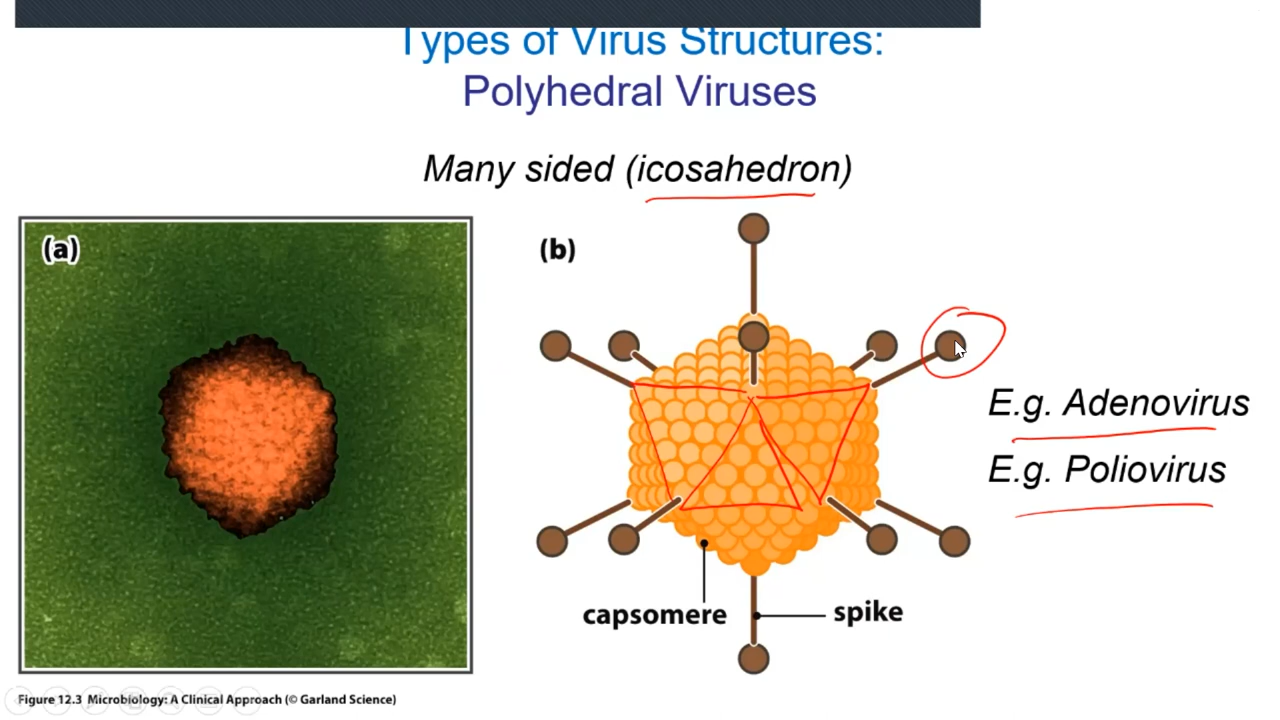 Types of Virus Structures:
Polyhedral Viruses
Many sided (icosahedron)
(a)
(b)
E.g. Adenovirus
E.g. Poliovirus
capsomere
spike
Figure 12.3 Microbiology: A Clinical Approach (© Garland Science)